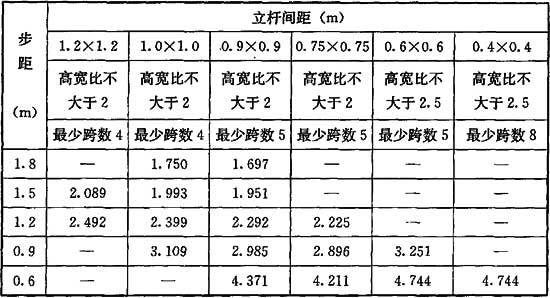 步距(m) 立杆间距(m)
1.2×1.2 1.0×1.0 0.9×0.9 0.75×0.75 0.6×0.6 0.4×0.4
高宽比不大于2 高宽比不大于2 高宽比不大于2 高宽比不大于2 高宽比不大于2.5 高宽比不大于2.5
最少跨数4 最少跨数4 最少跨数5 最少跨数5 最少跨数5 最少跨数8
1.8 — 1.750 1.697 — — —
1.5 2.089 1.993 1.951 — — —
1.2 2.492 2.399 2.292 2.225 — —
0.9 — 3.109 2.985 2.896 3.251 —
0.6 — — 4.371 4.211 4.744 4.744